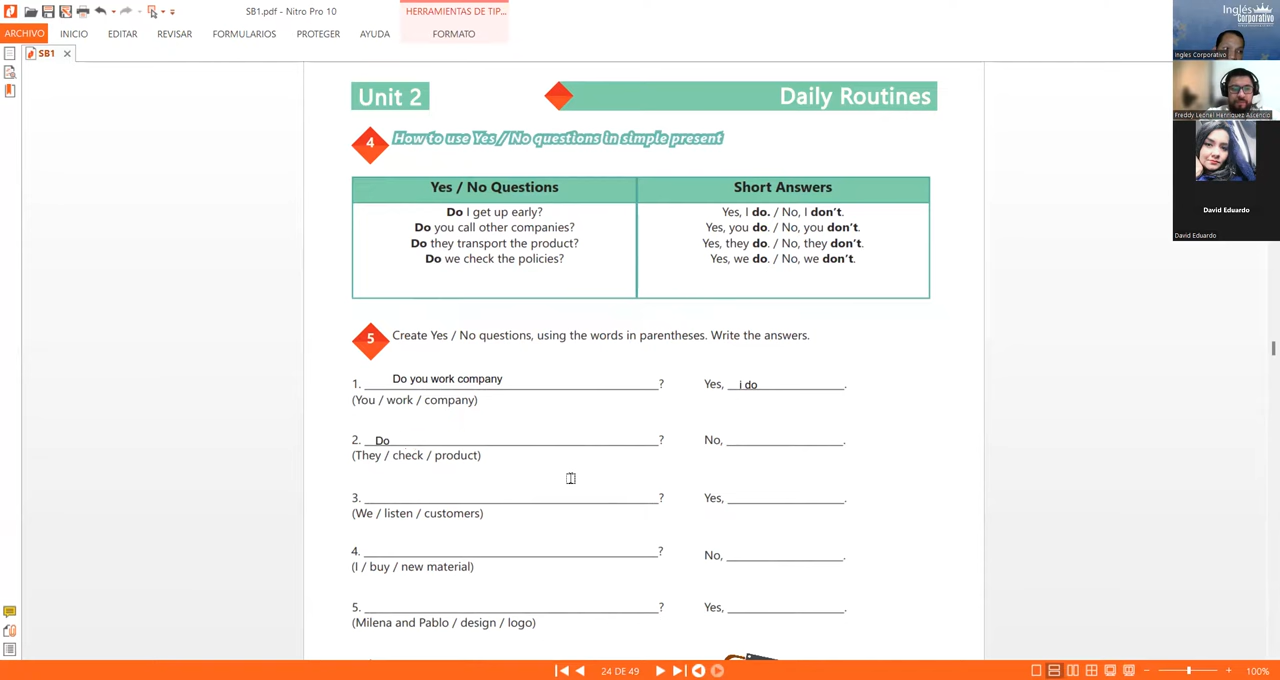 SB1.pdf - Nitro Pro 10
HERRAMIENTAS DE TIP...
ARCHIVO INICIO EDITAR REVISAR FORMULARIOS PROTEGER AYUDA FORMATO
SB1
Inglés
Corporativo
Ingles Corporativo
Freddy Leonel Henriquez Ascencio
David Eduardo
David Eduardo
Unit 2
Daily Routines
4 How to use Yes / No questions in simple present
Yes / No Questions Short Answers
Do I get up early? Yes, I do. / No, I don't.
Do you call other companies? Yes, you do. / No, you don't.
Do they transport the product? Yes, they do. / No, they don't.
Do we check the policies? Yes, we do. / No, we don't.
5 Create Yes / No questions, using the words in parentheses. Write the answers.
1. Do you work company ? Yes, i do .
(You / work / company)
2. Do ? No, .
(They / check / product)
3. ? Yes, .
(We / listen / customers)
4. ? No, .
(I / buy / new material)
5. ? Yes, .
(Milena and Pablo / design / logo)
24 DE 49
100%